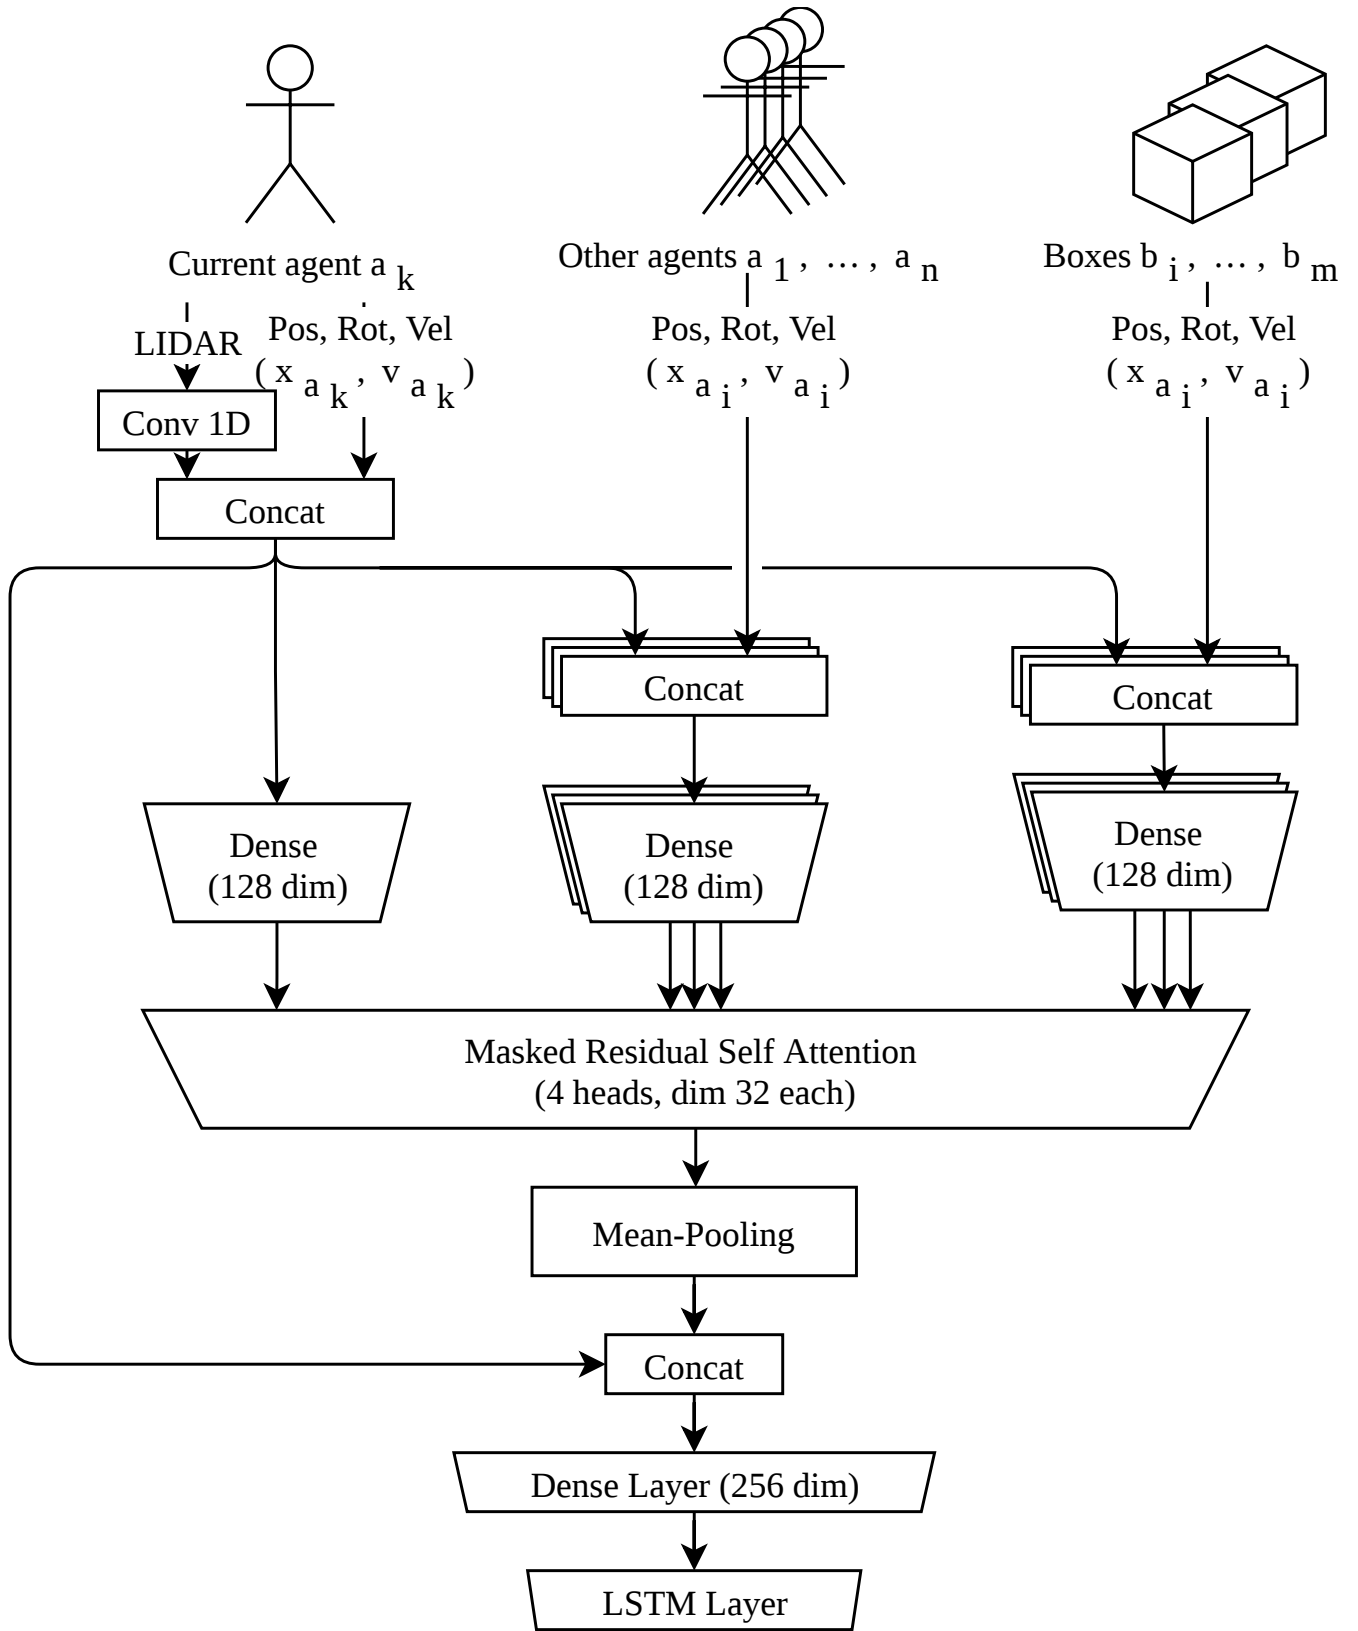 Current agent a k
Other agents a 1 , … , a n
Boxes b i , … , b m
LIDAR
Pos, Rot, Vel
( x a k , v a k )
Pos, Rot, Vel
( x a i , v a i )
Pos, Rot, Vel
( x a i , v a i )
Conv 1D
Concat
Concat
Concat
Dense
(128 dim)
Dense
(128 dim)
Dense
(128 dim)
Masked Residual Self Attention
(4 heads, dim 32 each)
Mean-Pooling
Concat
Dense Layer (256 dim)
LSTM Layer